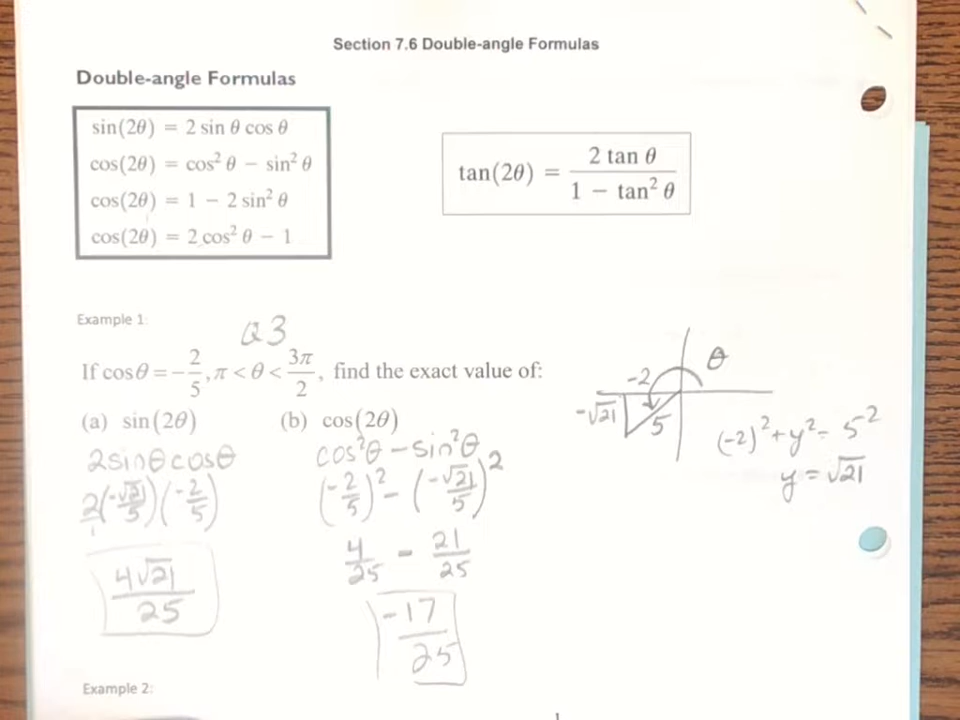 Section 7.6 Double-angle Formulas
Double-angle Formulas
sin(2θ) = 2 sin θ cos θ
cos(2θ) = cos² θ − sin² θ
cos(2θ) = 1 − 2 sin² θ
cos(2θ) = 2 cos² θ − 1
tan(2θ) = 2 tan θ / 1 − tan² θ
Example 1:
Q3
If cos θ = −2/5, π < θ < 3π/2, find the exact value of:
(a) sin(2θ) (b) cos(2θ)
2sinθcosθ
2(-√21/5)(-2/5)
4√21/25
cos²θ − sin²θ
(-2/5)² − (-√21/5)²
4/25 − 21/25
-17/25
θ
-2
-√21
5
(-2)² + y² = 5²
y = √21
Example 2:
1